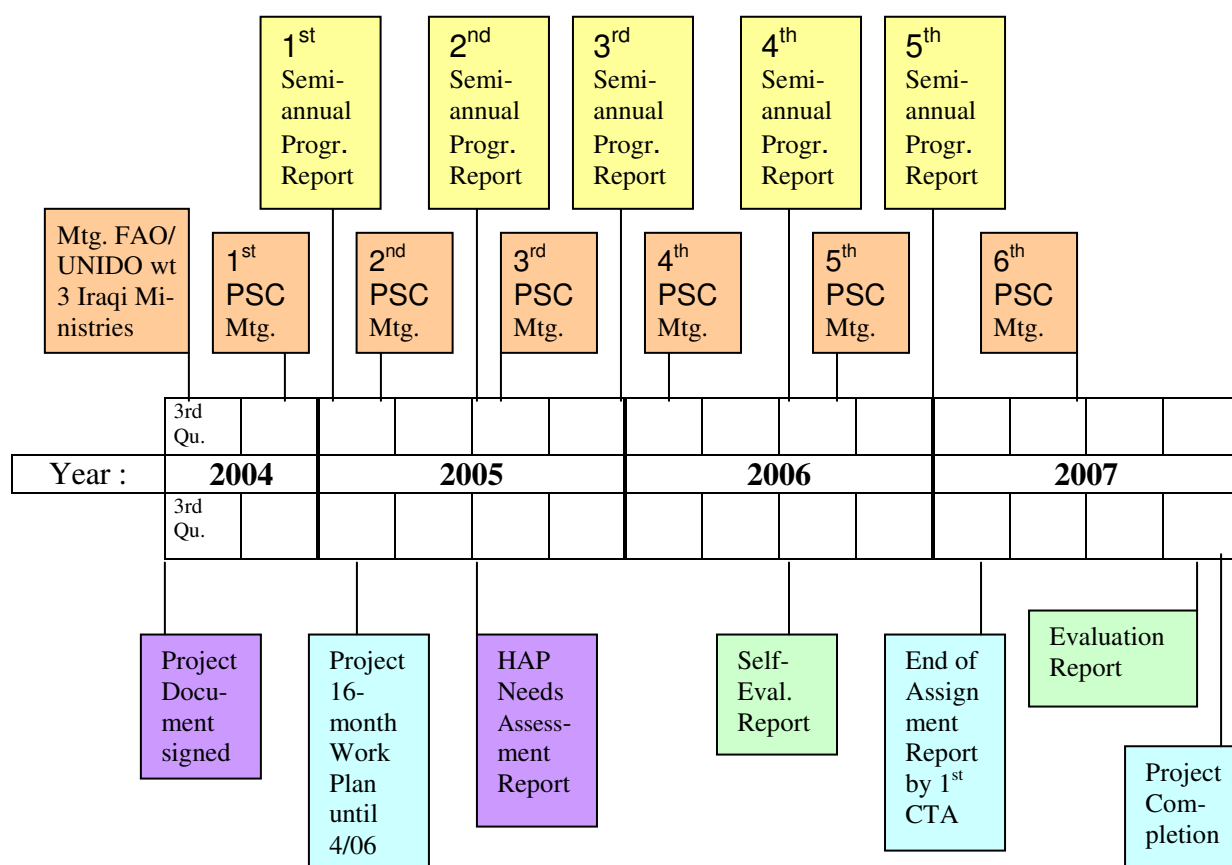 1st
Semi-
annual
Progr.
Report
2nd
Semi-
annual
Progr.
Report
3rd
Semi-
annual
Progr.
Report
4th
Semi-
annual
Progr.
Report
5th
Semi-
annual
Progr.
Report
Mtg. FAO/
UNIDO wt
3 Iraqi Mi-
nistries
1st
PSC
Mtg.
2nd
PSC
Mtg.
3rd
PSC
Mtg.
4th
PSC
Mtg.
5th
PSC
Mtg.
6th
PSC
Mtg.
3rd
Qu.
Year : 2004 2005 2006 2007
3rd
Qu.
Project
Docu-
ment
signed
Project
16-
month
Work
Plan
until
4/06
HAP
Needs
Assess-
ment
Report
Self-
Eval.
Report
End of
Assign
ment
Report
by 1st
CTA
Evaluation
Report
Project
Com-
pletion